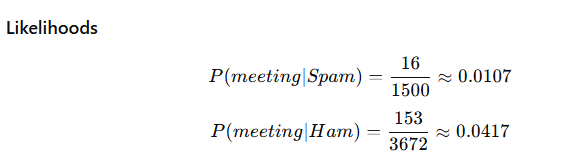 Likelihoods
P(meeting|Spam) = 16/1500 ≈ 0.0107
P(meeting|Ham) = 153/3672 ≈ 0.0417